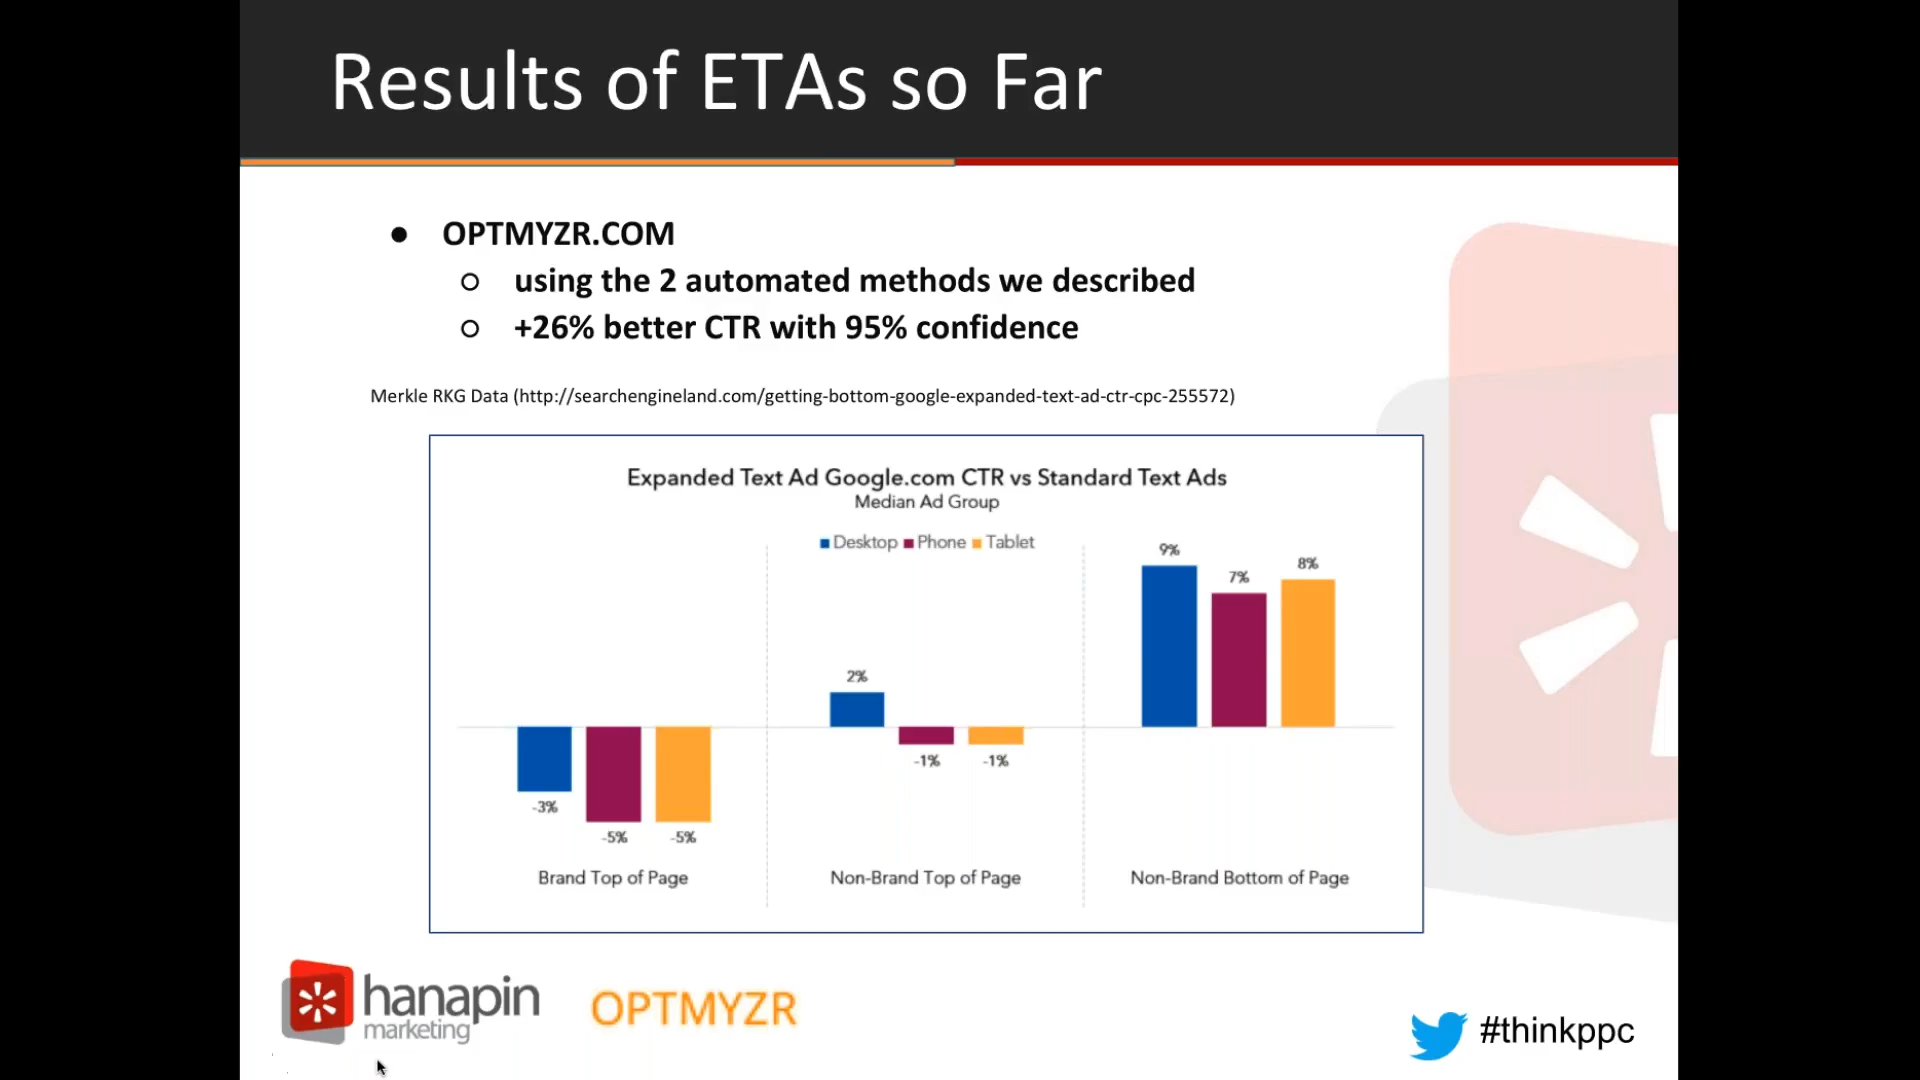 Results of ETAs so Far
● OPTMYZR.COM
○ using the 2 automated methods we described
○ +26% better CTR with 95% confidence
Merkle RKG Data (http://searchengineland.com/getting-bottom-google-expanded-text-ad-ctr-cpc-255572)
Expanded Text Ad Google.com CTR vs Standard Text Ads
Median Ad Group
Desktop Phone Tablet
9%
7%
8%
2%
-1%
-1%
-3%
-5%
-5%
Brand Top of Page
Non-Brand Top of Page
Non-Brand Bottom of Page
hanapin
marketing
OPTMYZR
#thinkppc